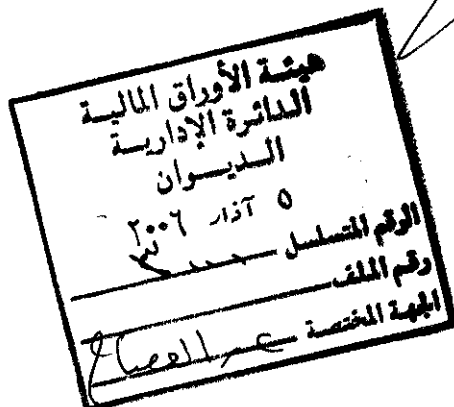 هيئة الأوراق المالية
الدائرة الإدارية
الديوان
٥ آذار ٢٠٠٦
الرقم المتسلسل
رقم الملف
الجهة المختصة